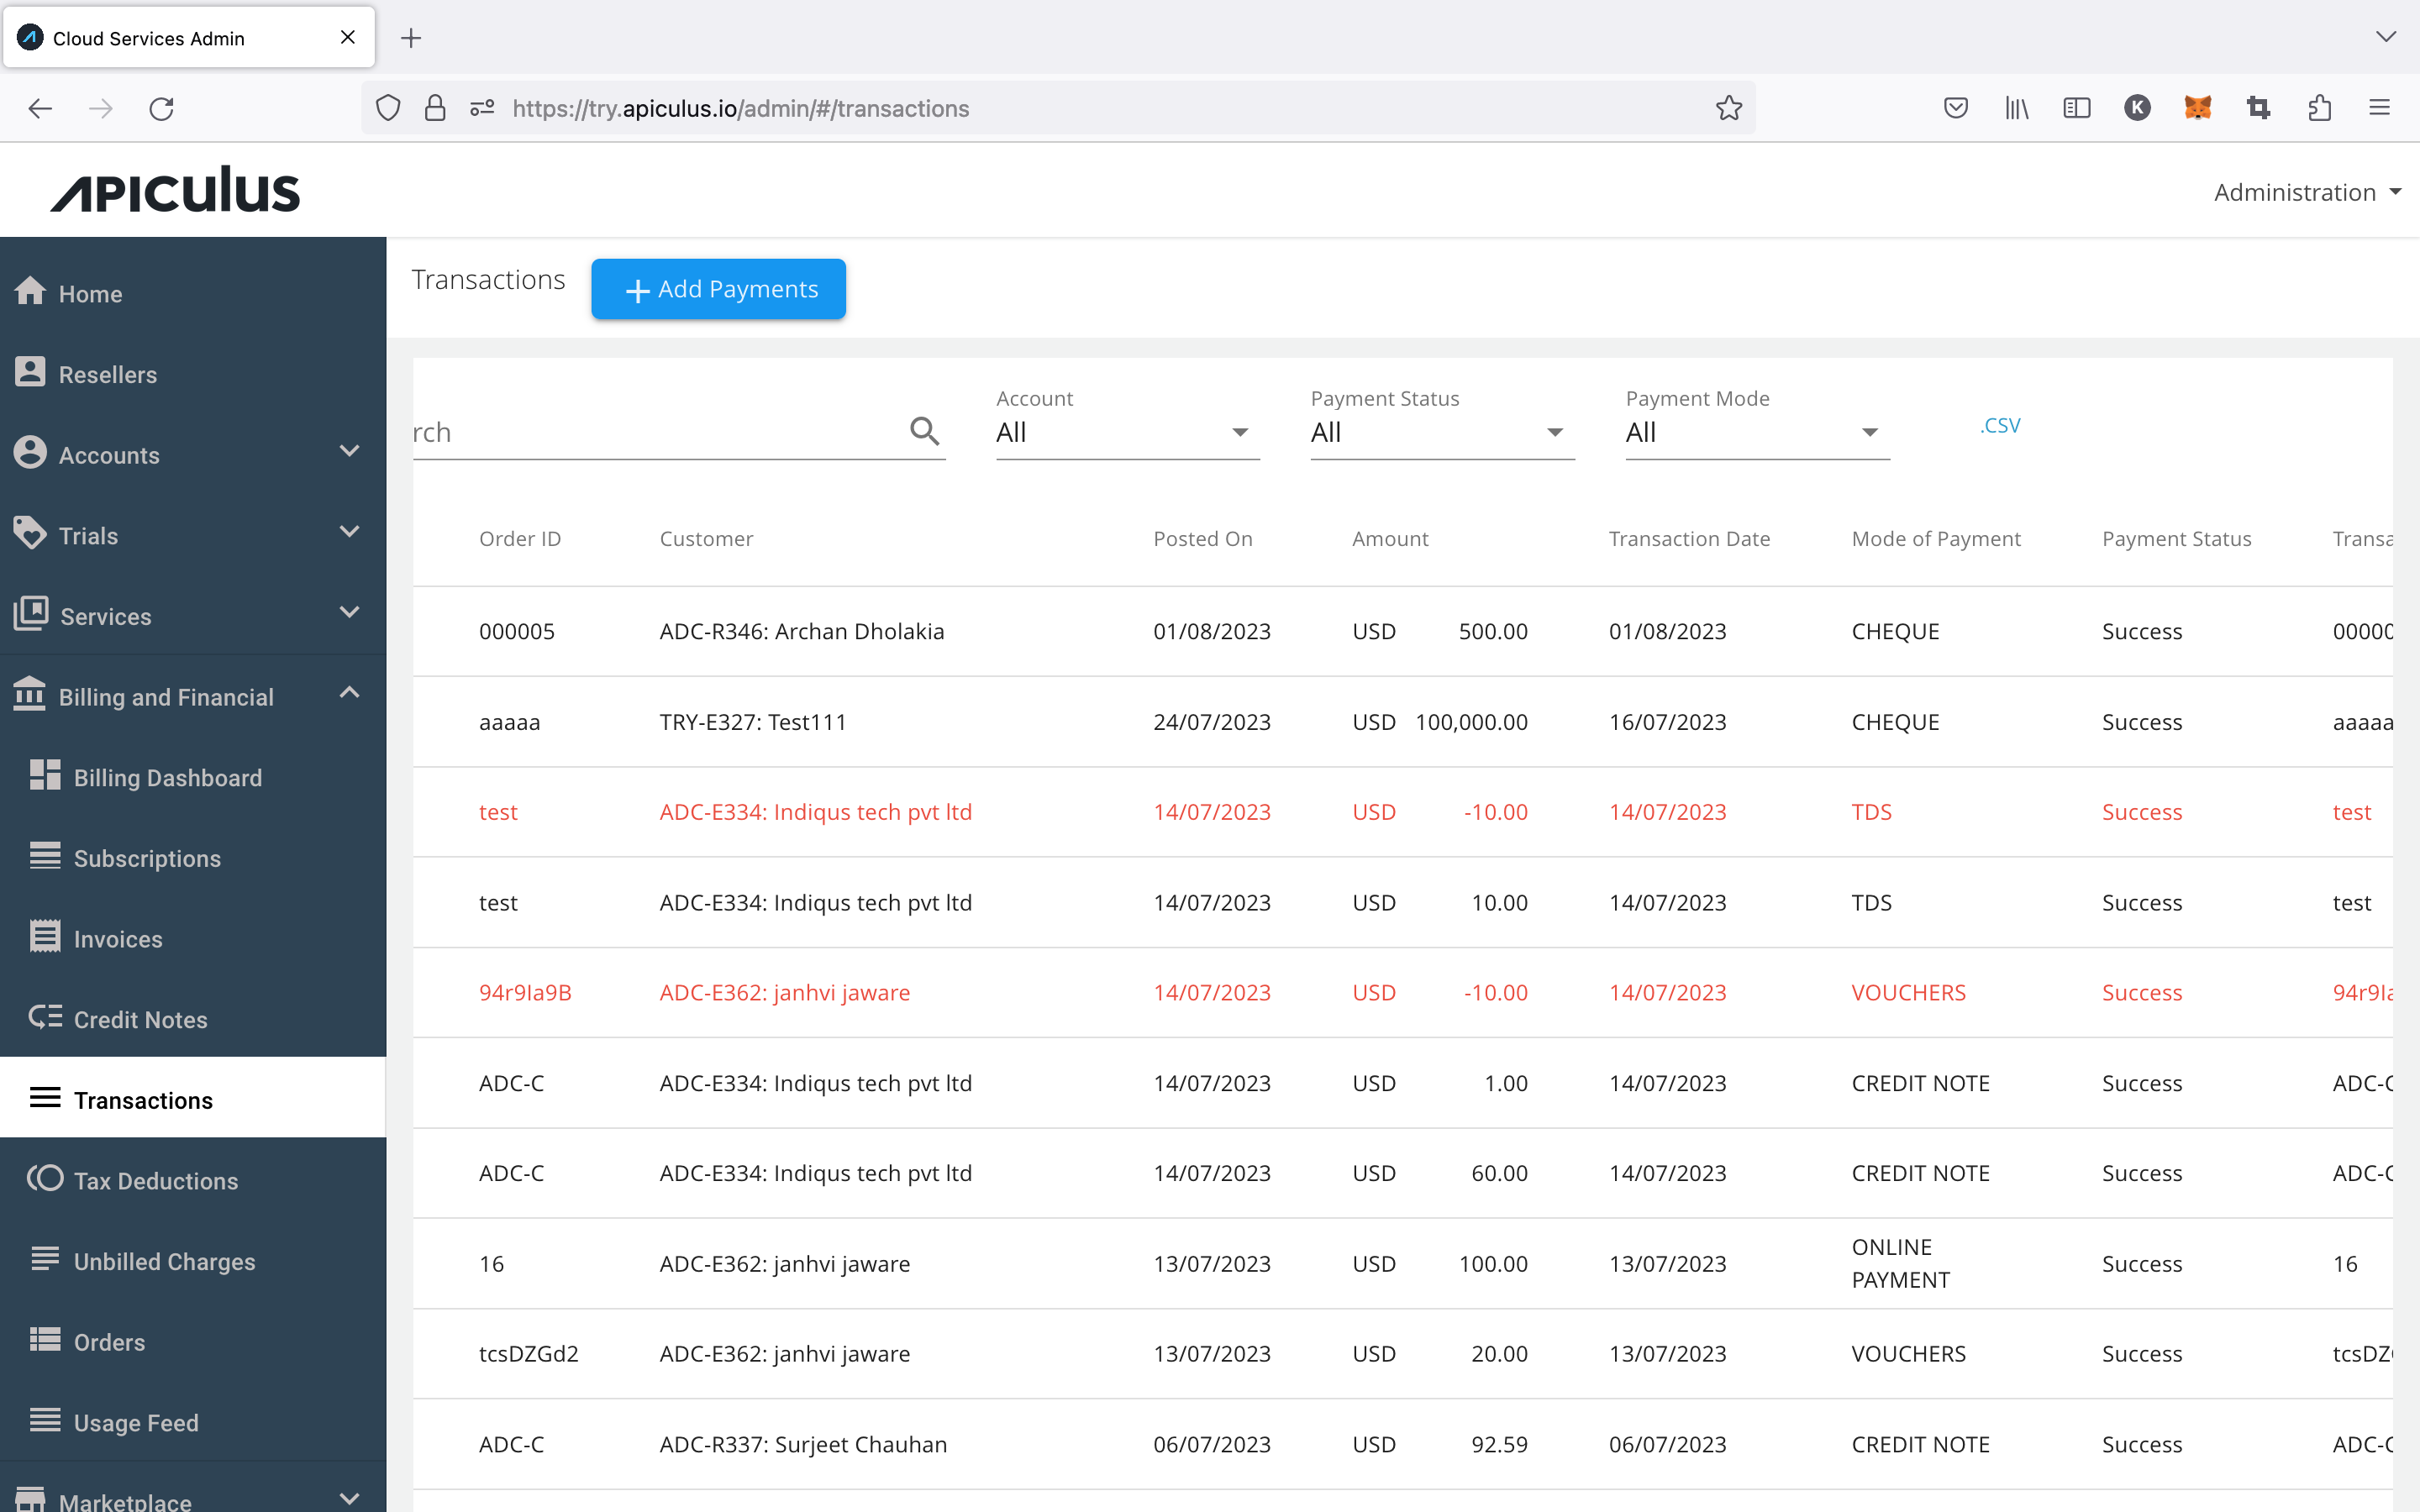 Cloud Services Admin
https://try.apiculus.io/admin/#/transactions
K
APICULUS
Administration
Home
Resellers
Accounts
Trials
Services
Billing and Financial
Billing Dashboard
Subscriptions
Invoices
Credit Notes
Transactions
Tax Deductions
Unbilled Charges
Orders
Usage Feed
Marketplace
Transactions
Add Payments
rch
Account
All
Payment Status
All
Payment Mode
All
.CSV
Order ID Customer Posted On Amount Transaction Date Mode of Payment Payment Status Transa
000005 ADC-R346: Archan Dholakia 01/08/2023 USD 500.00 01/08/2023 CHEQUE Success 00000
aaaaa TRY-E327: Test111 24/07/2023 USD 100,000.00 16/07/2023 CHEQUE Success aaaaa
test ADC-E334: Indiqus tech pvt ltd 14/07/2023 USD -10.00 14/07/2023 TDS Success test
test ADC-E334: Indiqus tech pvt ltd 14/07/2023 USD 10.00 14/07/2023 TDS Success test
94r9Ia9B ADC-E362: janhvi jaware 14/07/2023 USD -10.00 14/07/2023 VOUCHERS Success 94r9Ia
ADC-C ADC-E334: Indiqus tech pvt ltd 14/07/2023 USD 1.00 14/07/2023 CREDIT NOTE Success ADC-C
ADC-C ADC-E334: Indiqus tech pvt ltd 14/07/2023 USD 60.00 14/07/2023 CREDIT NOTE Success ADC-C
16 ADC-E362: janhvi jaware 13/07/2023 USD 100.00 13/07/2023 ONLINE PAYMENT Success 16
tcsDZGd2 ADC-E362: janhvi jaware 13/07/2023 USD 20.00 13/07/2023 VOUCHERS Success tcsDZ
ADC-C ADC-R337: Surjeet Chauhan 06/07/2023 USD 92.59 06/07/2023 CREDIT NOTE Success ADC-C